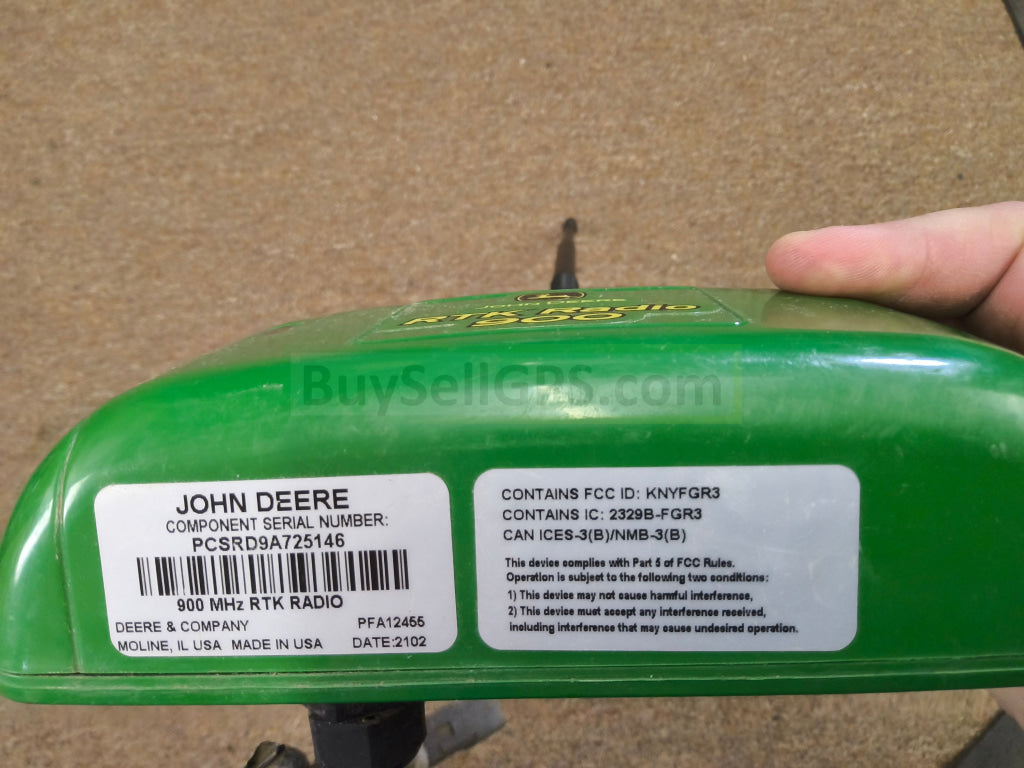 JOHN DEERE
RTK Radio
900
BuySellGPS.com
JOHN DEERE
COMPONENT SERIAL NUMBER:
PCSRD9A725146
900 MHz RTK RADIO
DEERE & COMPANY PFA12455
MOLINE, IL USA MADE IN USA DATE:2102
CONTAINS FCC ID: KNYFGR3
CONTAINS IC: 2329B-FGR3
CAN ICES-3(B)/NMB-3(B)
This device complies with Part 5 of FCC Rules.
Operation is subject to the following two conditions:
1) This device may not cause harmful interference,
2) This device must accept any interference received,
including interference that may cause undesired operation.